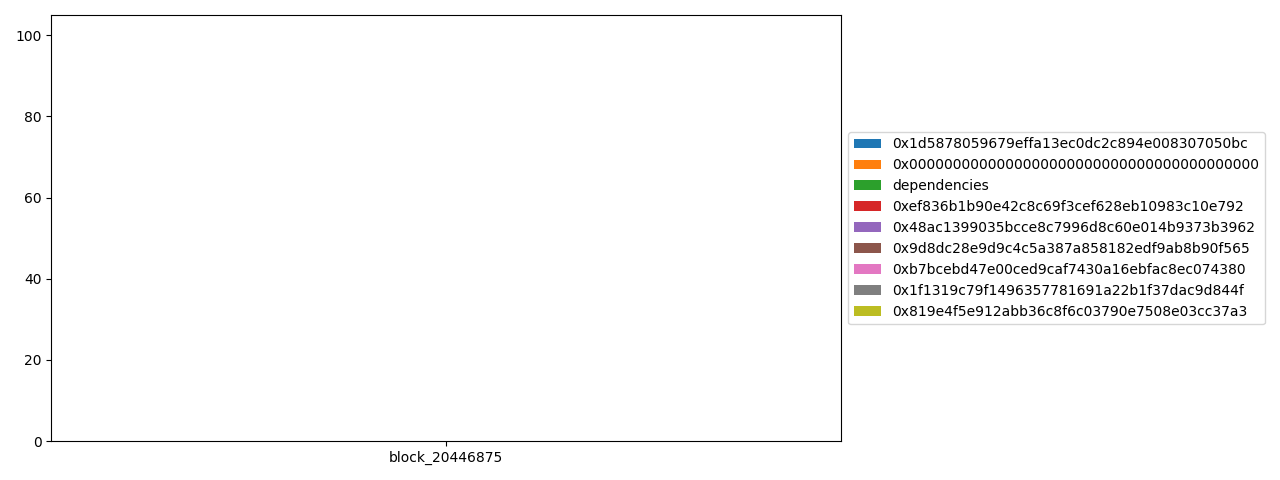 100
80
60
40
20
0
block_20446875
0x1d5878059679effa13ec0dc2c894e008307050bc
0x0000000000000000000000000000000000000000
dependencies
0xef836b1b90e42c8c69f3cef628eb10983c10e792
0x48ac1399035bcce8c7996d8c60e014b9373b3962
0x9d8dc28e9d9c4c5a387a858182edf9ab8b90f565
0xb7bcebd47e00ced9caf7430a16ebfac8ec074380
0x1f1319c79f1496357781691a22b1f37dac9d844f
0x819e4f5e912abb36c8f6c03790e7508e03cc37a3